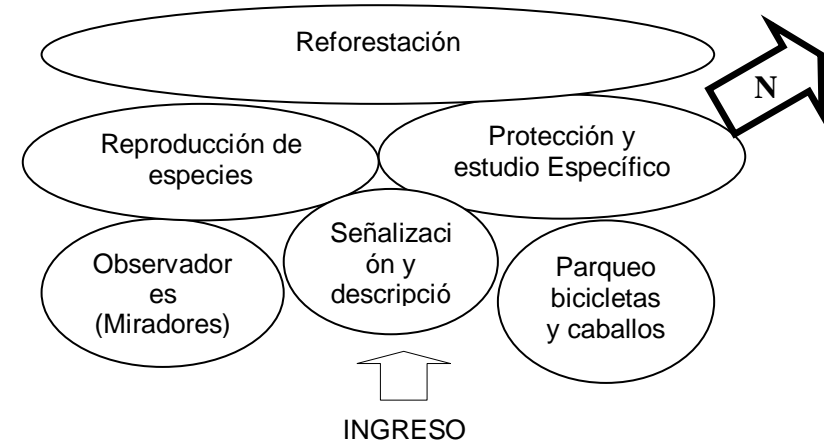 Reforestación
N
Reproducción de
especies
Protección y
estudio Específico
Observador
es
(Miradores)
Señalizaci
ón y
descripció
Parqueo
bicicletas
y caballos
INGRESO